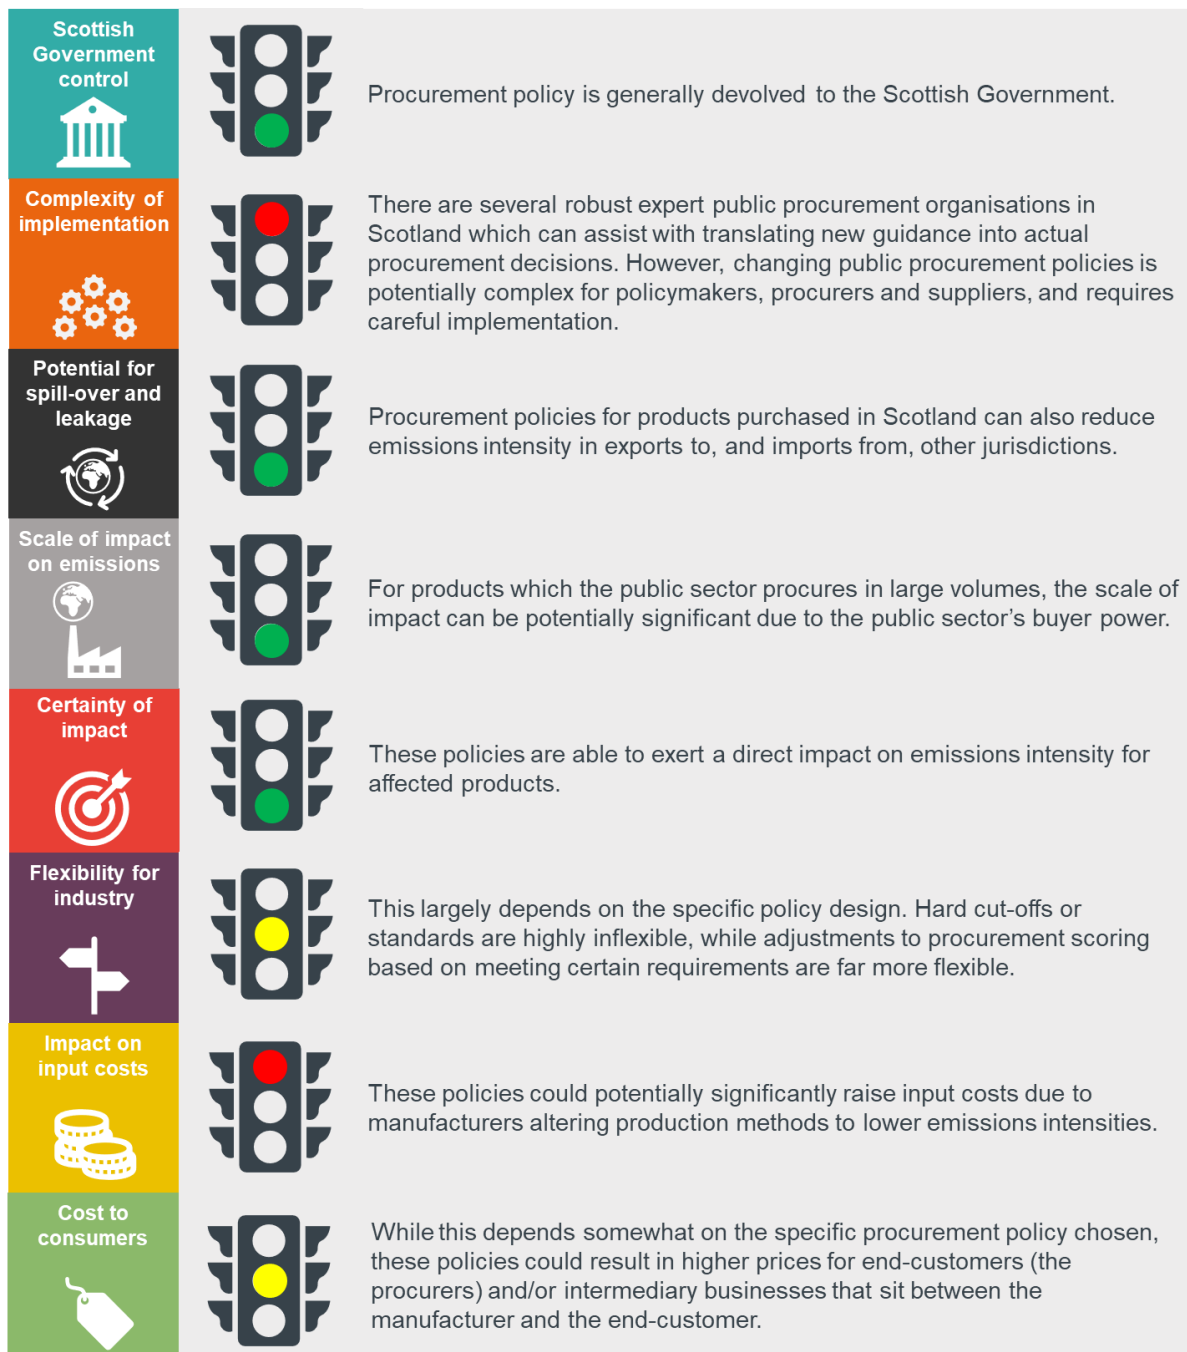 Scottish
Government
control
Procurement policy is generally devolved to the Scottish Government.
Complexity of
implementation
There are several robust expert public procurement organisations in
Scotland which can assist with translating new guidance into actual
procurement decisions. However, changing public procurement policies is
potentially complex for policymakers, procurers and suppliers, and requires
careful implementation.
Potential for
spill-over and
leakage
Procurement policies for products purchased in Scotland can also reduce
emissions intensity in exports to, and imports from, other jurisdictions.
Scale of impact
on emissions
For products which the public sector procures in large volumes, the scale of
impact can be potentially significant due to the public sector’s buyer power.
Certainty of
impact
These policies are able to exert a direct impact on emissions intensity for
affected products.
Flexibility for
industry
This largely depends on the specific policy design. Hard cut-offs or
standards are highly inflexible, while adjustments to procurement scoring
based on meeting certain requirements are far more flexible.
Impact on
input costs
These policies could potentially significantly raise input costs due to
manufacturers altering production methods to lower emissions intensities.
Cost to
consumers
While this depends somewhat on the specific procurement policy chosen,
these policies could result in higher prices for end-customers (the
procurers) and/or intermediary businesses that sit between the
manufacturer and the end-customer.